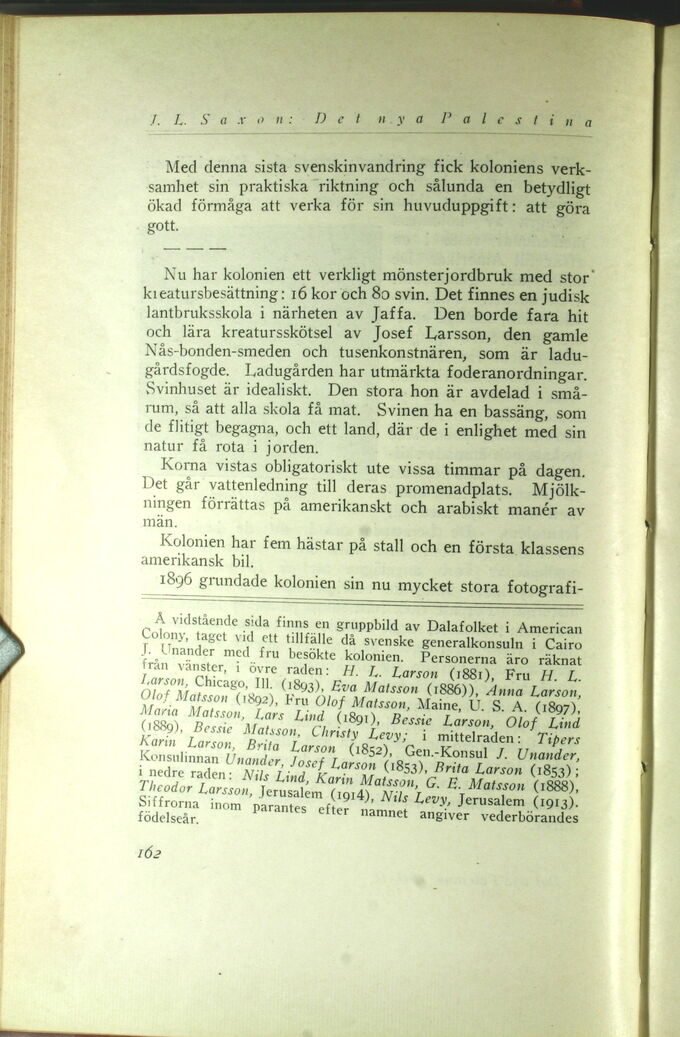 J. L. Saxon: Det nya Palestina
Med denna sista svenskinvandring fick koloniens verk-
samhet sin praktiska riktning och sålunda en betydligt
ökad förmåga att verka för sin huvuduppgift: att göra
gott.
— — —
Nu har kolonien ett verkligt mönsterjordbruk med stor
kreatursbesättning: 16 kor och 80 svin. Det finnes en judisk
lantbruksskola i närheten av Jaffa. Den borde fara hit
och lära kreatursskötsel av Josef Larsson, den gamle
Nås-bonden-smeden och tusenkonstnären, som är ladu-
gårdsfogde. Ladugården har utmärkta foderanordningar.
Svinhuset är idealiskt. Den stora hon är avdelad i små-
rum, så att alla skola få mat. Svinen ha en bassäng, som
de flitigt begagna, och ett land, där de i enlighet med sin
natur få rota i jorden.
Korna vistas obligatoriskt ute vissa timmar på dagen.
Det går vattenledning till deras promenadplats. Mjölk-
ningen förrättas på amerikanskt och arabiskt manér av
män.
Kolonien har fem hästar på stall och en första klassens
amerikansk bil.
1896 grundade kolonien sin nu mycket stora fotografi-
Å vidstående sida finns en gruppbild av Dalafolket i American
Colony, taget vid ett tillfälle då svenske generalkonsuln i Cairo
J. Unander med fru besökte kolonien. Personerna äro räknat
från vänster, i övre raden: H. L. Larson (1881), Fru H. L.
Larson, Chicago, Ill. (1893), Eva Matsson (1886)), Anna Larson,
Olof Matsson (1892), Fru Olof Matsson, Maine, U. S. A. (1897),
Maria Matsson, Lars Lind (1891), Bessie Larson, Olof Lind
(1889), Bessie Matsson, Christy Levy; i mittelraden: Tipers
Karin Larson, Brita Larson (1852), Gen.-Konsul J. Unander,
Konsulinnan Unander, Josef Larson (1853), Brita Larson (1853);
i nedre raden: Nils Lind, Karin Matsson, G. E. Matsson (1888),
Theodor Larsson, Jerusalem (1914), Nils Levy, Jerusalem (1913).
Siffrorna inom parantes efter namnet angiver vederbörandes
födelseår.
162